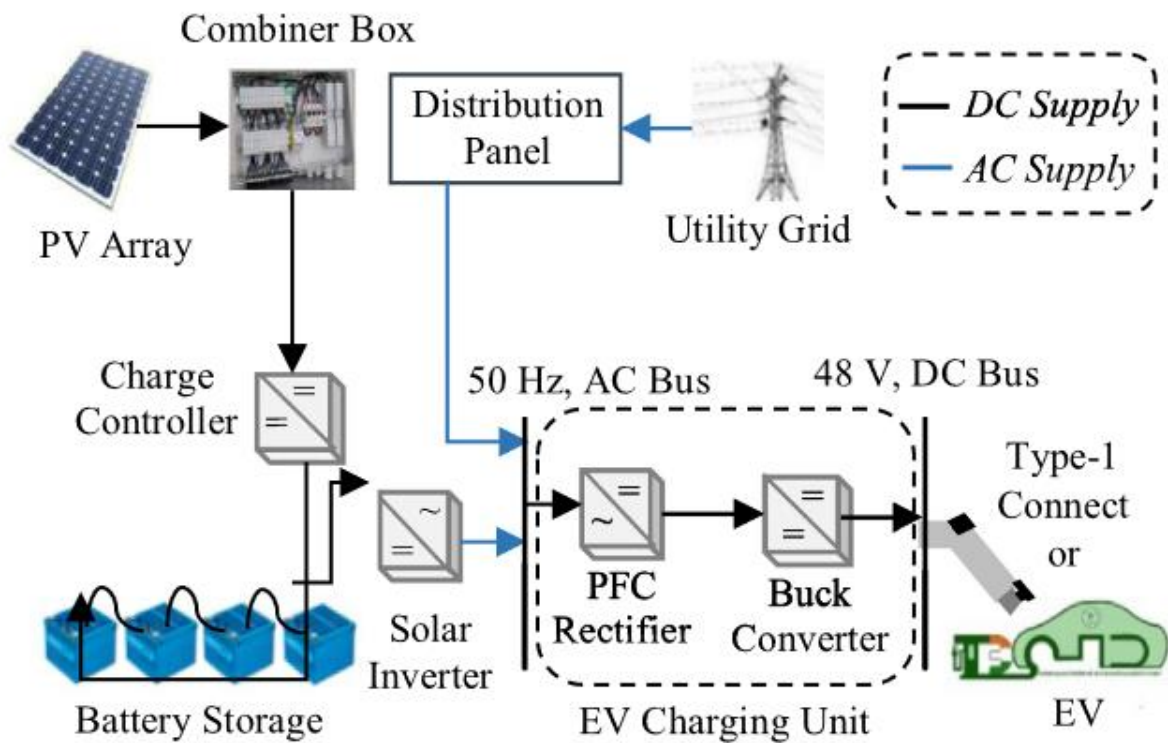 Combiner Box
Distribution
Panel
DC Supply
AC Supply
PV Array
Utility Grid
Charge
Controller
50 Hz, AC Bus
48 V, DC Bus
Type-1
Connect
or
PFC
Rectifier
Buck
Converter
Solar
Inverter
Battery Storage
EV Charging Unit
EV